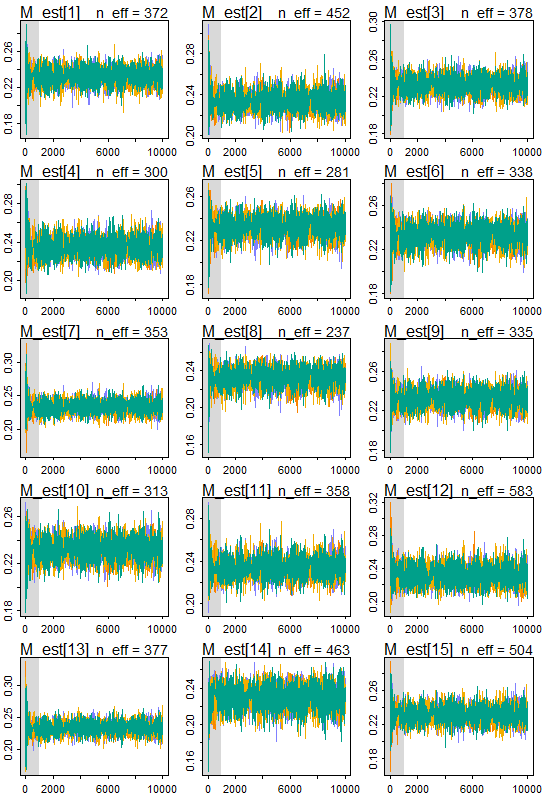 M_est[1] n_eff = 372 M_est[2] n_eff = 452 M_est[3] n_eff = 378
0.18 0.22 0.26
0.20 0.24 0.28
0.18 0.22 0.26 0.30
0 2000 6000 10000 0 2000 6000 10000 0 2000 6000 10000
M_est[4] n_eff = 300 M_est[5] n_eff = 281 M_est[6] n_eff = 338
0.20 0.24 0.28
0.18 0.22 0.26
0.18 0.22 0.26
0 2000 6000 10000 0 2000 6000 10000 0 2000 6000 10000
M_est[7] n_eff = 353 M_est[8] n_eff = 237 M_est[9] n_eff = 335
0.20 0.25 0.30
0.16 0.20 0.24
0.18 0.22 0.26
0 2000 6000 10000 0 2000 6000 10000 0 2000 6000 10000
M_est[10] n_eff = 313 M_est[11] n_eff = 358 M_est[12] n_eff = 583
0.18 0.22 0.26
0.20 0.24 0.28
0.20 0.24 0.28 0.32
0 2000 6000 10000 0 2000 6000 10000 0 2000 6000 10000
M_est[13] n_eff = 377 M_est[14] n_eff = 463 M_est[15] n_eff = 504
0.20 0.25 0.30
0.16 0.20 0.24
0.18 0.22 0.26
0 2000 6000 10000 0 2000 6000 10000 0 2000 6000 10000